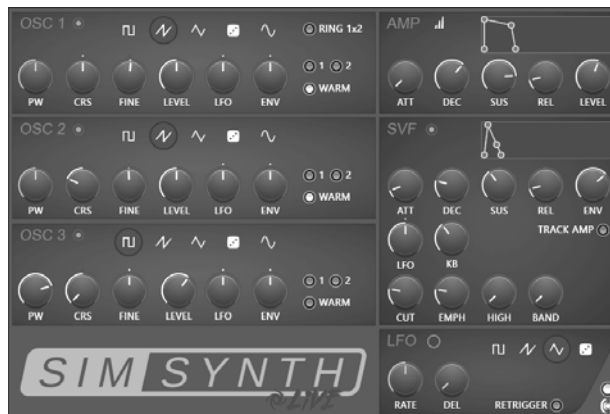 OSC 1
RING 1x2
PW CRS FINE LEVEL LFO ENV
1 2
WARM
OSC 2
PW CRS FINE LEVEL LFO ENV
1 2
WARM
OSC 3
PW CRS FINE LEVEL LFO ENV
1 2
WARM
SIMSYNTH
@LIVE
AMP
ATT DEC SUS REL LEVEL
SVF
ATT DEC SUS REL ENV
TRACK AMP
LFO KB
CUT EMPH HIGH BAND
LFO
RATE DEL
RETRIGGER